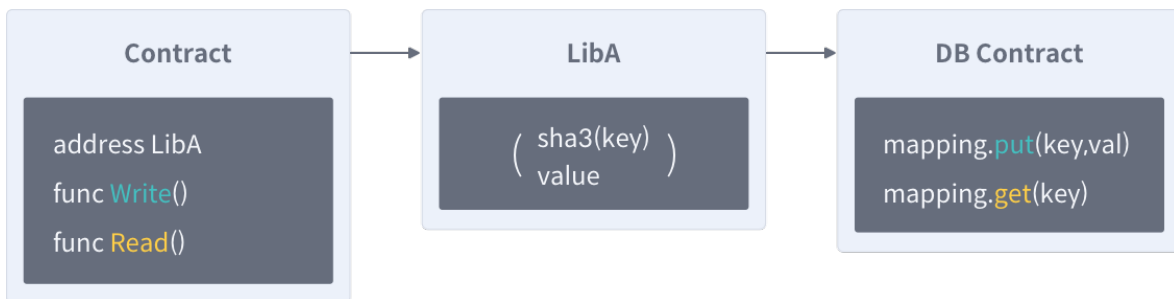 Contract
address LibA
func Write()
func Read()
LibA
( sha3(key)
value )
DB Contract
mapping.put(key,val)
mapping.get(key)